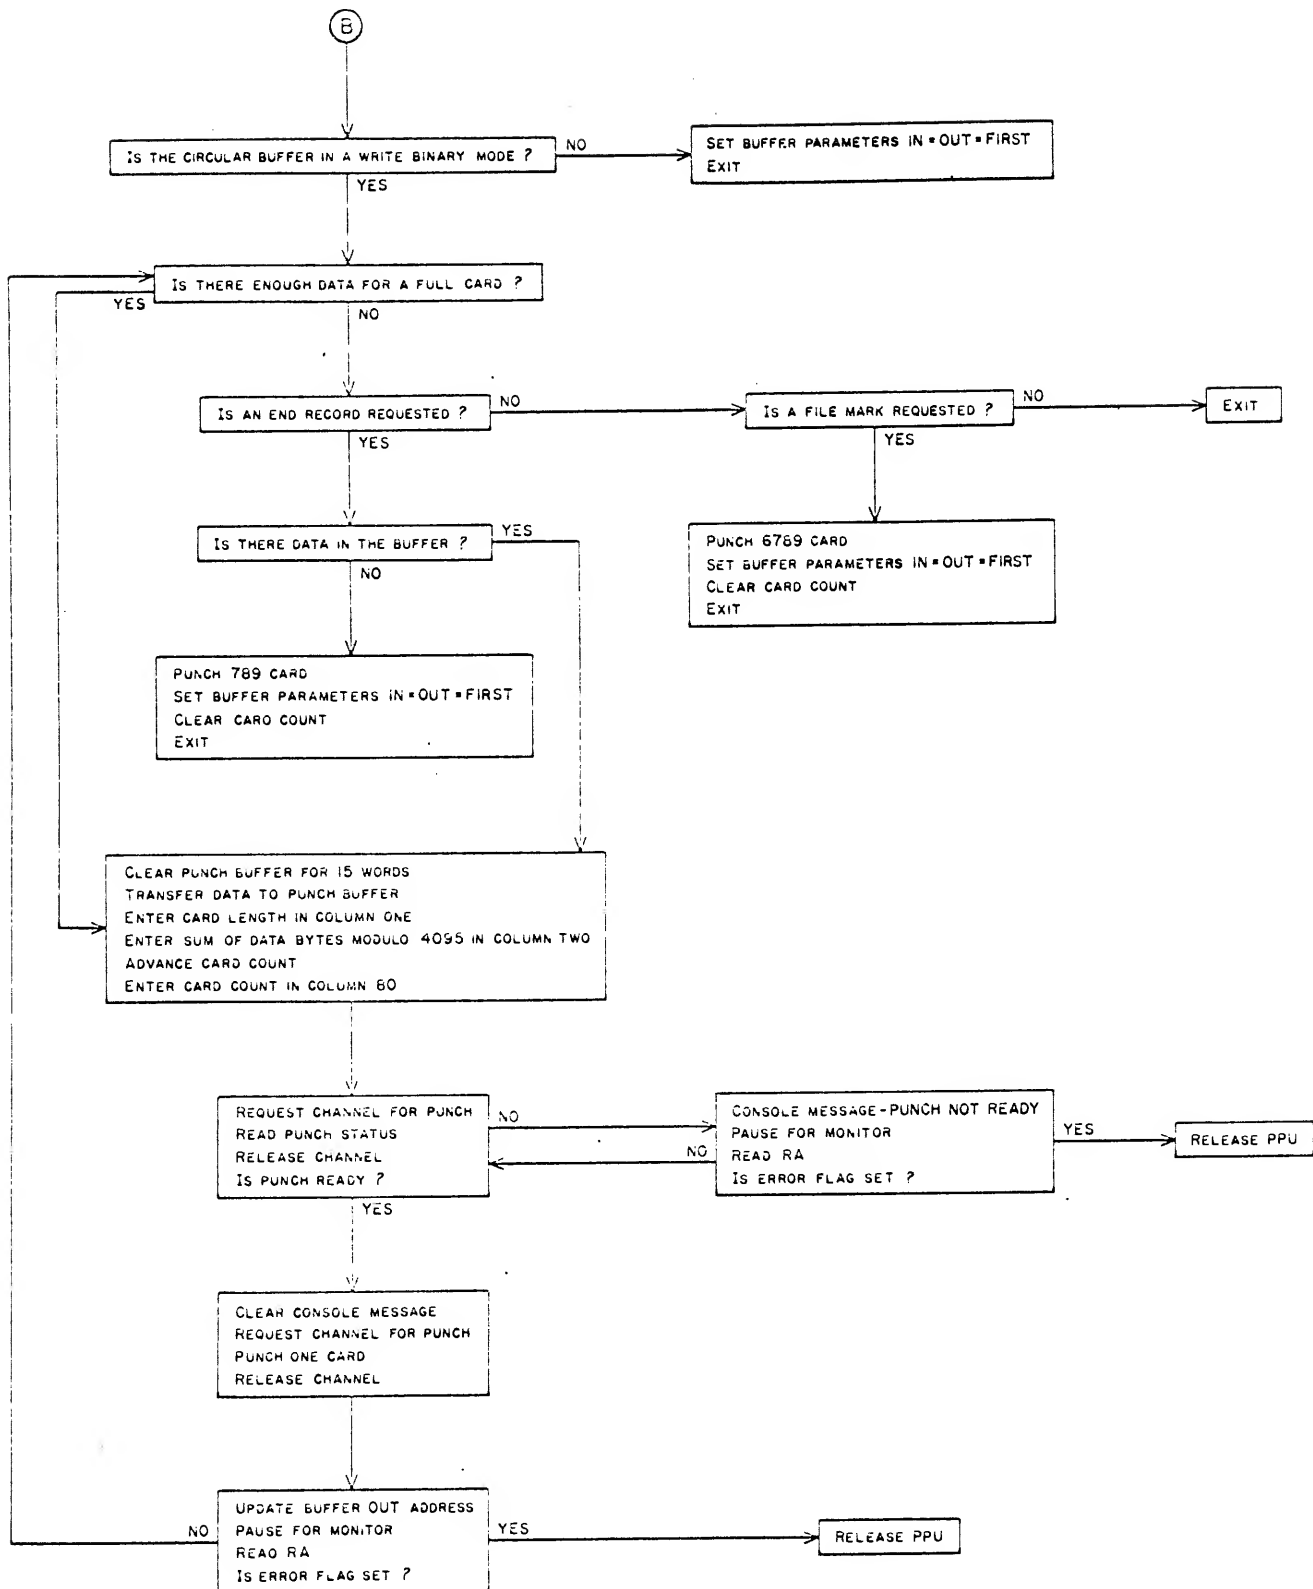 B
IS THE CIRCULAR BUFFER IN A WRITE BINARY MODE ?
NO
SET BUFFER PARAMETERS IN = OUT = FIRST
EXIT
YES
IS THERE ENOUGH DATA FOR A FULL CARD ?
YES
NO
IS AN END RECORD REQUESTED ?
NO
IS A FILE MARK REQUESTED ?
NO
EXIT
YES
YES
IS THERE DATA IN THE BUFFER ?
YES
NO
PUNCH 6789 CARD
SET BUFFER PARAMETERS IN = OUT = FIRST
CLEAR CARD COUNT
EXIT
PUNCH 789 CARD
SET BUFFER PARAMETERS IN = OUT = FIRST
CLEAR CARD COUNT
EXIT
CLEAR PUNCH BUFFER FOR 15 WORDS
TRANSFER DATA TO PUNCH BUFFER
ENTER CARD LENGTH IN COLUMN ONE
ENTER SUM OF DATA BYTES MODULO 4095 IN COLUMN TWO
ADVANCE CARD COUNT
ENTER CARD COUNT IN COLUMN 80
REQUEST CHANNEL FOR PUNCH
READ PUNCH STATUS
RELEASE CHANNEL
IS PUNCH READY ?
NO
NO
CONSOLE MESSAGE - PUNCH NOT READY
PAUSE FOR MONITOR
READ RA
IS ERROR FLAG SET ?
YES
RELEASE PPU
YES
CLEAR CONSOLE MESSAGE
REQUEST CHANNEL FOR PUNCH
PUNCH ONE CARD
RELEASE CHANNEL
UPDATE BUFFER OUT ADDRESS
PAUSE FOR MONITOR
READ RA
IS ERROR FLAG SET ?
NO
YES
RELEASE PPU